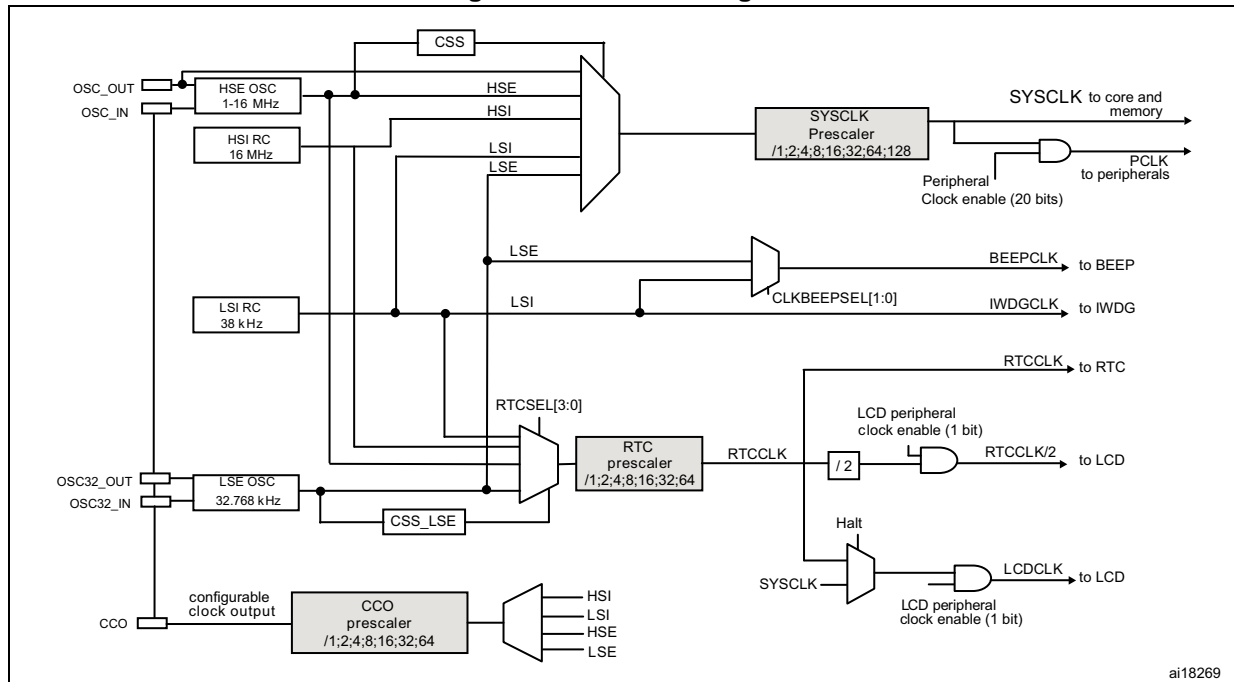 CSS
OSC_OUT
HSE OSC
1-16 MHz
HSE
OSC_IN
SYSCLK to core and
memory
HSI
SYSCLK
Prescaler
/1;2;4;8;16;32;64;128
HSI RC
16 MHz
LSI
LSE
PCLK
to peripherals
Peripheral
Clock enable (20 bits)
LSE
BEEPCLK
to BEEP
CLKBEEPSEL[1:0]
LSI RC
38 kHz
LSI
IWDGCLK
to IWDG
RTCCLK
to RTC
RTCSEL[3:0]
LCD peripheral
clock enable (1 bit)
RTC
prescaler
/1;2;4;8;16;32;64
RTCCLK
/ 2
RTCCLK/2
to LCD
OSC32_OUT
OSC32_IN
LSE OSC
32.768 kHz
CSS_LSE
Halt
SYSCLK
LCDCLK
to LCD
LCD peripheral
clock enable (1 bit)
configurable
clock output
CCO
CCO
prescaler
/1;2;4;8;16;32;64
HSI
LSI
HSE
LSE
ai18269